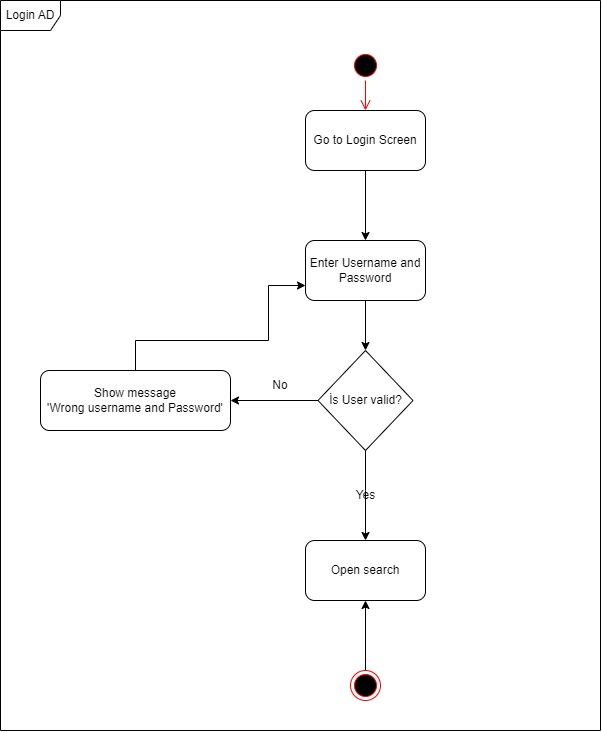 Login AD
Go to Login Screen
Enter Username and
Password
İs User valid?
No
Show message
'Wrong username and Password'
Yes
Open search